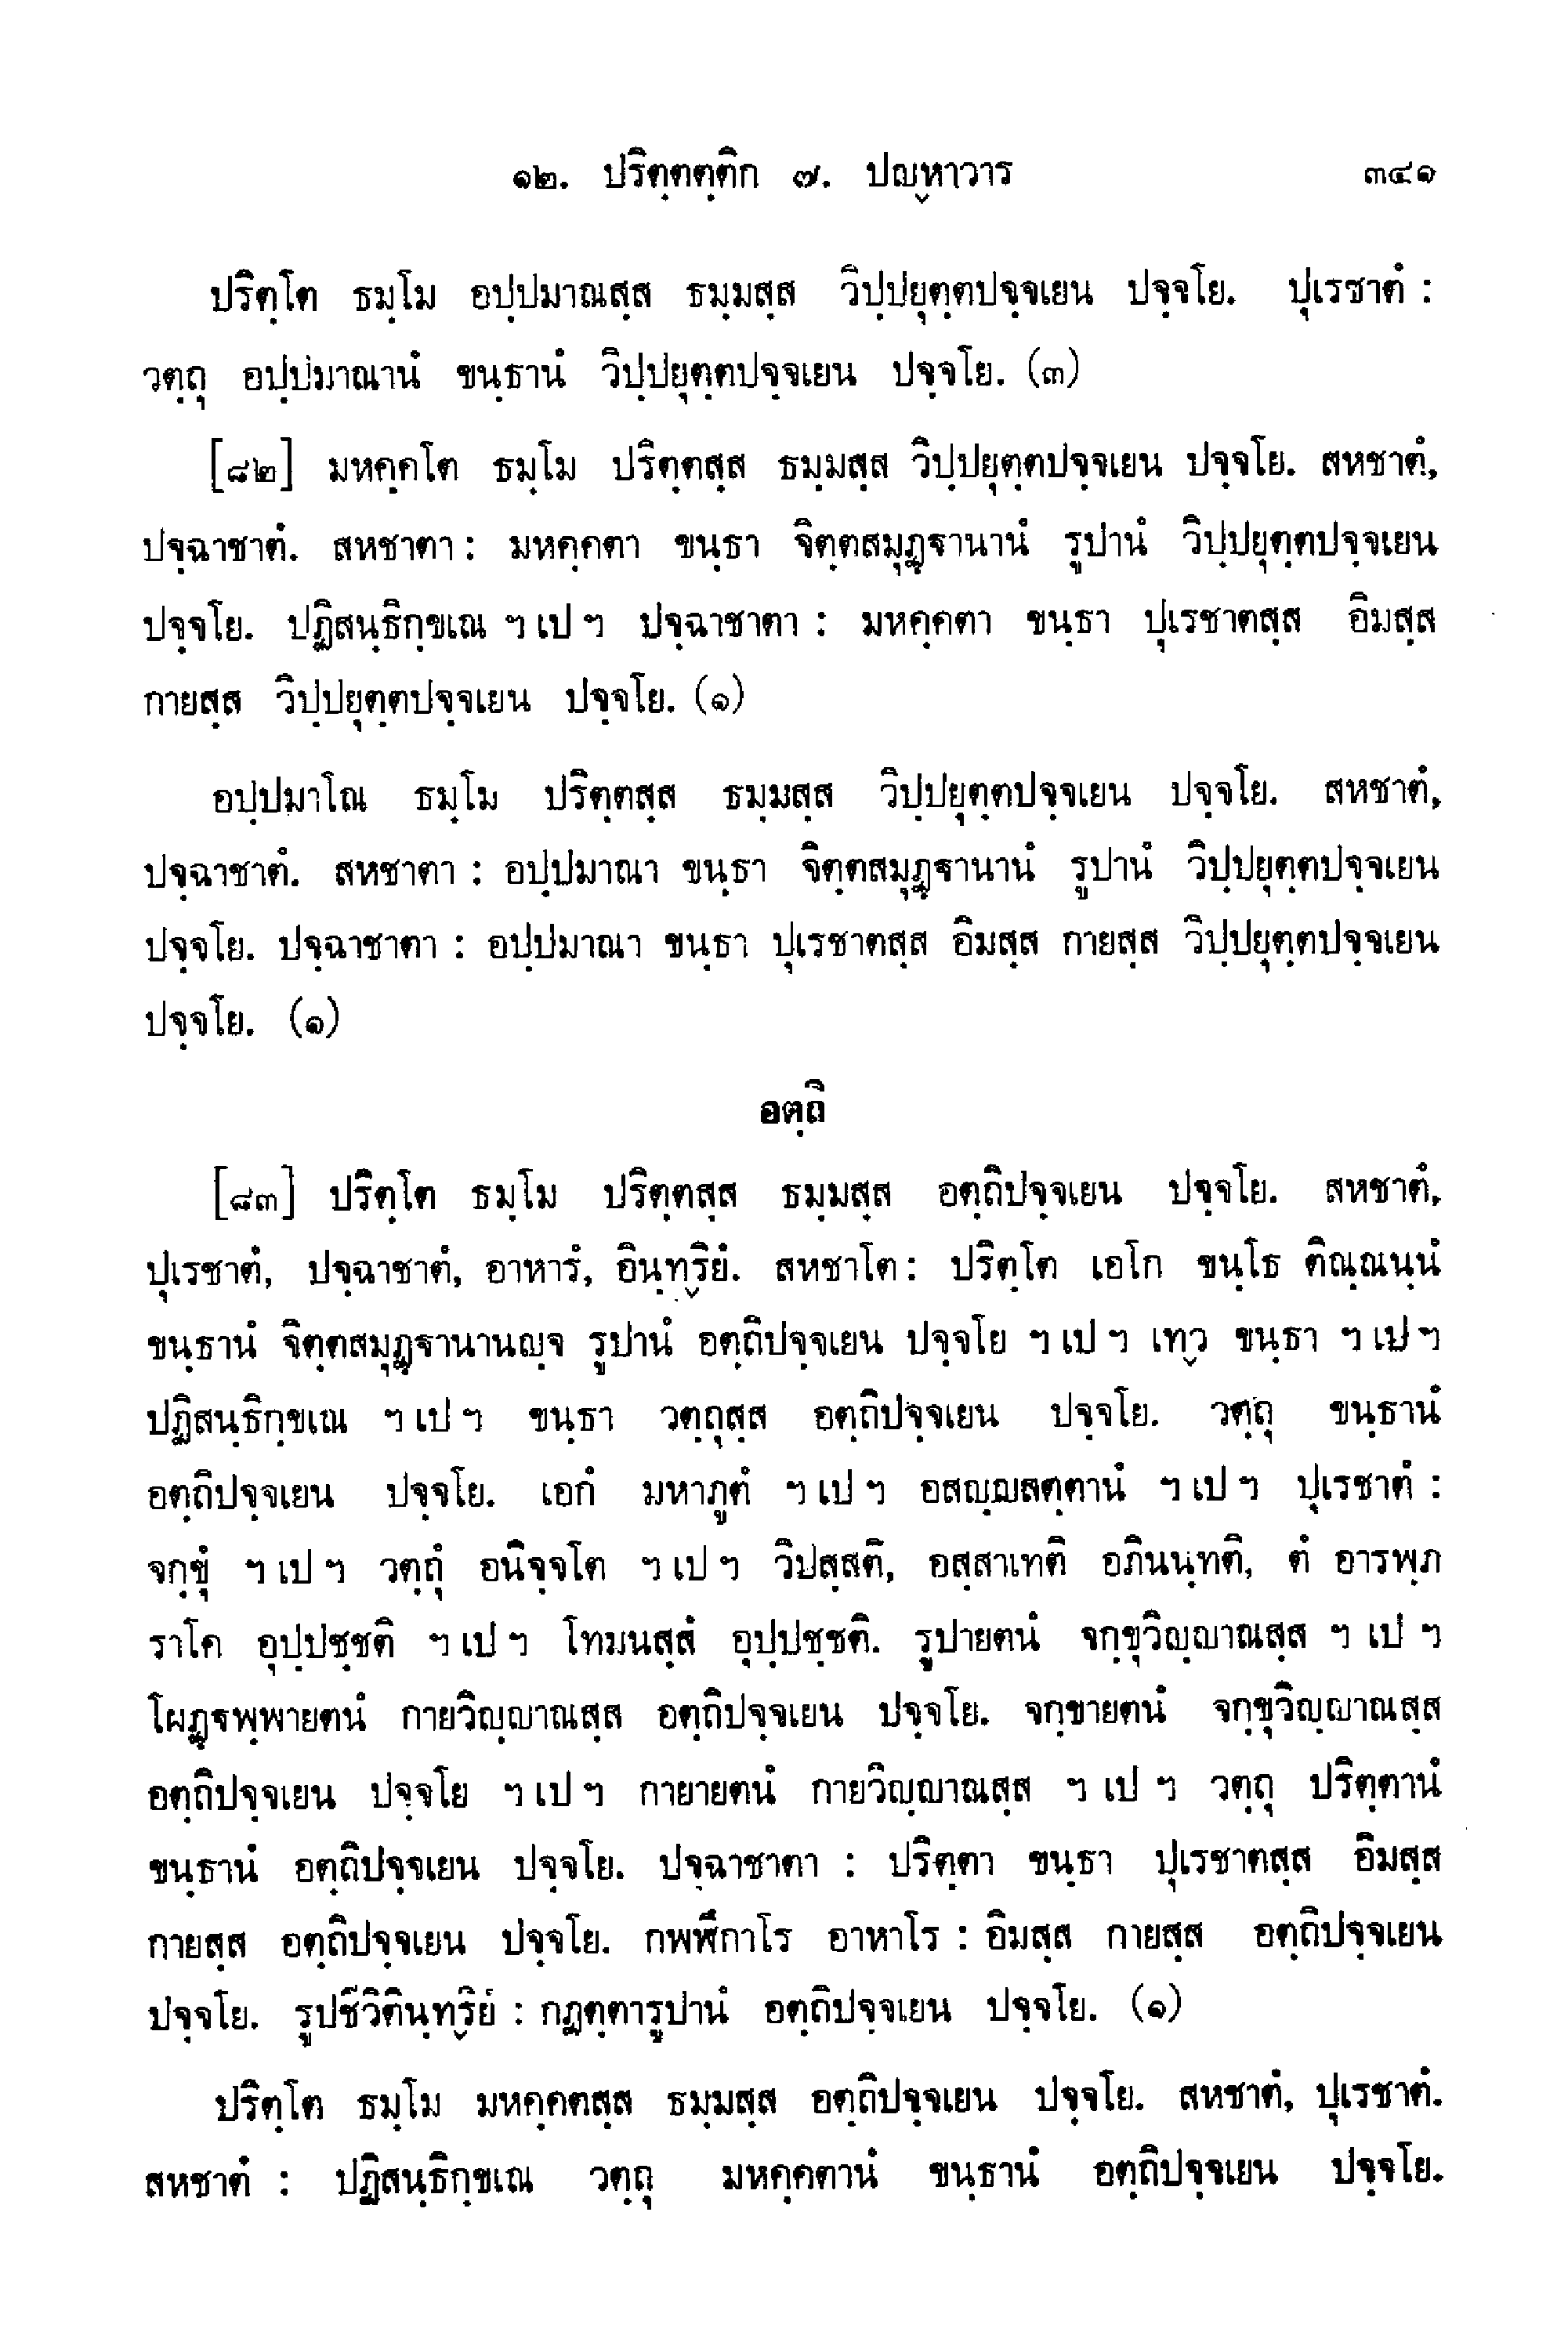 ๑๒. ปริตฺตตฺติก ๗. ปญฺหาวาร ๓๔๑
ปริตฺโต ธมฺโม อปฺปมาณสฺส ธมฺมสฺส วิปฺปยุตฺตปจฺจเยน ปจฺจโย. ปุเรชาตํ :
วตฺถุ อปฺปมาณานํ ขนฺธานํ วิปฺปยุตฺตปจฺจเยน ปจฺจโย. (๓)
[๘๒] มหคฺคโต ธมฺโม ปริตฺตสฺส ธมฺมสฺส วิปฺปยุตฺตปจฺจเยน ปจฺจโย. สหชาตํ,
ปจฺฉาชาตํ. สหชาตา : มหคฺคตา ขนฺธา จิตฺตสมุฏฺฐานานํ รูปานํ วิปฺปยุตฺตปจฺจเยน
ปจฺจโย. ปฏิสนฺธิกฺขเณ ฯ เป ฯ ปจฺฉาชาตา : มหคฺคตา ขนฺธา ปุเรชาตสฺส อิมสฺส
กายสฺส วิปฺปยุตฺตปจฺจเยน ปจฺจโย. (๑)
อปฺปมาโณ ธมฺโม ปริตฺตสฺส ธมฺมสฺส วิปฺปยุตฺตปจฺจเยน ปจฺจโย. สหชาตํ,
ปจฺฉาชาตํ. สหชาตา : อปฺปมาณา ขนฺธา จิตฺตสมุฏฺฐานานํ รูปานํ วิปฺปยุตฺตปจฺจเยน
ปจฺจโย. ปจฺฉาชาตา : อปฺปมาณา ขนฺธา ปุเรชาตสฺส อิมสฺส กายสฺส วิปฺปยุตฺตปจฺจเยน
ปจฺจโย. (๑)
อตฺถิ
[๘๓] ปริตฺโต ธมฺโม ปริตฺตสฺส ธมฺมสฺส อตฺถิปจฺจเยน ปจฺจโย. สหชาตํ,
ปุเรชาตํ, ปจฺฉาชาตํ, อาหารํ, อินฺทฺริยํ. สหชาโต : ปริตฺโต เอโก ขนฺโธ ติณฺณนฺนํ
ขนฺธานํ จิตฺตสมุฏฺฐานานญฺจ รูปานํ อตฺถิปจฺจเยน ปจฺจโย ฯ เป ฯ เทฺว ขนฺธา ฯ เป ฯ
ปฏิสนฺธิกฺขเณ ฯ เป ฯ ขนฺธา วตฺถุสฺส อตฺถิปจฺจเยน ปจฺจโย. วตฺถุ ขนฺธานํ
อตฺถิปจฺจเยน ปจฺจโย. เอกํ มหาภูตํ ฯ เป ฯ อสญฺญสตฺตานํ ฯ เป ฯ ปุเรชาตํ :
จกฺขุํ ฯ เป ฯ วตฺถุํ อนิจฺจโต ฯ เป ฯ วิปสฺสติ, อสฺสาเทติ อภินนฺทติ, ตํ อารพฺภ
ราโค อุปฺปชฺชติ ฯ เป ฯ โทมนสฺสํ อุปฺปชฺชติ. รูปายตนํ จกฺขุวิญฺญาณสฺส ฯ เป ฯ
โผฏฺฐพฺพายตนํ กายวิญฺญาณสฺส อตฺถิปจฺจเยน ปจฺจโย. จกฺขายตนํ จกฺขุวิญฺญาณสฺส
อตฺถิปจฺจเยน ปจฺจโย ฯ เป ฯ กายายตนํ กายวิญฺญาณสฺส ฯ เป ฯ วตฺถุ ปริตฺตานํ
ขนฺธานํ อตฺถิปจฺจเยน ปจฺจโย. ปจฺฉาชาตา : ปริตฺตา ขนฺธา ปุเรชาตสฺส อิมสฺส
กายสฺส อตฺถิปจฺจเยน ปจฺจโย. กพฬีกาโร อาหาโร : อิมสฺส กายสฺส อตฺถิปจฺจเยน
ปจฺจโย. รูปชีวิตินฺทฺริยํ : กฏตฺตารูปานํ อตฺถิปจฺจเยน ปจฺจโย. (๑)
ปริตฺโต ธมฺโม มหคฺคตสฺส ธมฺมสฺส อตฺถิปจฺจเยน ปจฺจโย. สหชาตํ, ปุเรชาตํ.
สหชาตํ : ปฏิสนฺธิกฺขเณ วตฺถุ มหคฺคตานํ ขนฺธานํ อตฺถิปจฺจเยน ปจฺจโย.